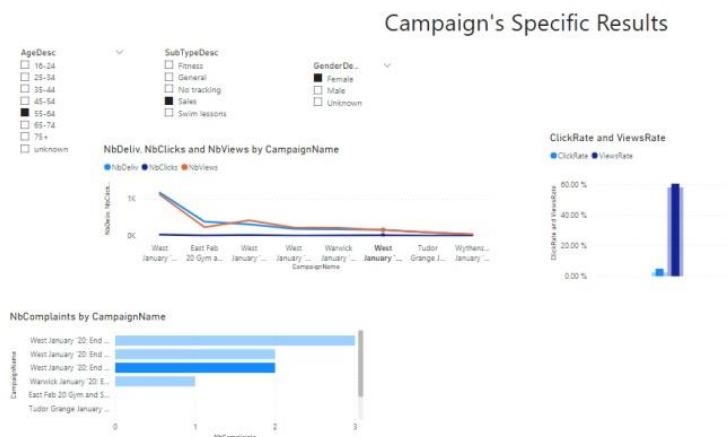 Campaign's Specific Results
AgeDesc
16-24
25-34
35-44
45-54
55-64
65-74
75+
unknown
SubTypeDesc
Fitness
General
No tracking
Sales
Swim lessons
GenderDe...
Female
Male
Unknown
NbDeliv, NbClicks and NbViews by CampaignName
NbDeliv NbClicks NbViews
NbDeliv, NbClick...
1K
0K
West January '...
East Feb 20 Gym a...
West January '...
West January '...
Warwick January '...
West January '...
Tudor Grange J...
Wythens... January '...
CampaignName
ClickRate and ViewsRate
ClickRate ViewsRate
ClickRate and ViewsRate
60.00 %
40.00 %
20.00 %
0.00 %
NbComplaints by CampaignName
CampaignName
West January '20: End ...
West January '20: End ...
West January '20: End ...
Warwick January '20: E...
East Feb 20 Gym and S...
Tudor Grange January ...
0 1 2 3
NbComplaints